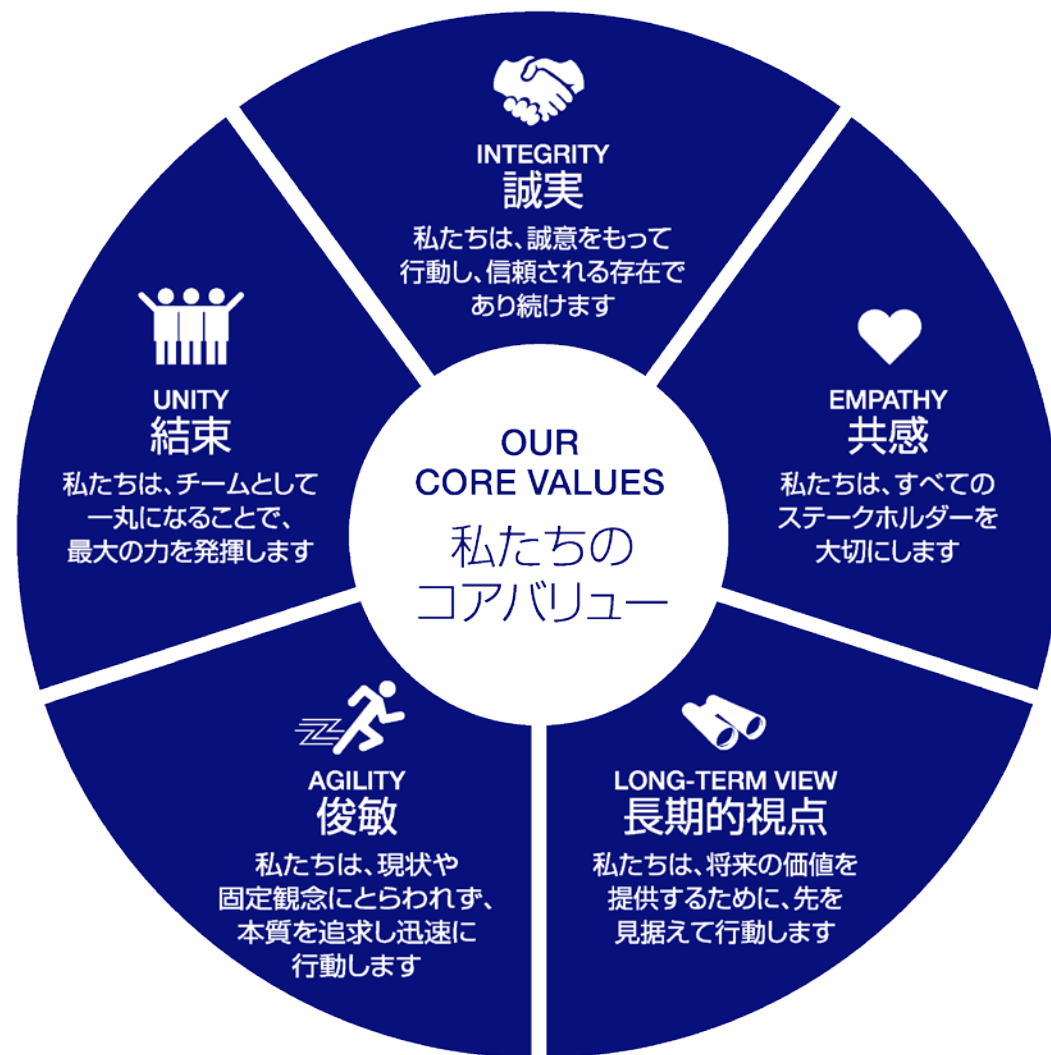 INTEGRITY
誠実
私たちは、誠意をもって
行動し、信頼される存在で
あり続けます
UNITY
結束
私たちは、チームとして
一丸になることで、
最大の力を発揮します
EMPATHY
共感
私たちは、すべての
ステークホルダーを
大切にします
OUR
CORE VALUES
私たちの
コアバリュー
AGILITY
俊敏
私たちは、現状や
固定観念にとらわれず、
本質を追求し迅速に
行動します
LONG-TERM VIEW
長期的視点
私たちは、将来の価値を
提供するために、先を
見据えて行動します